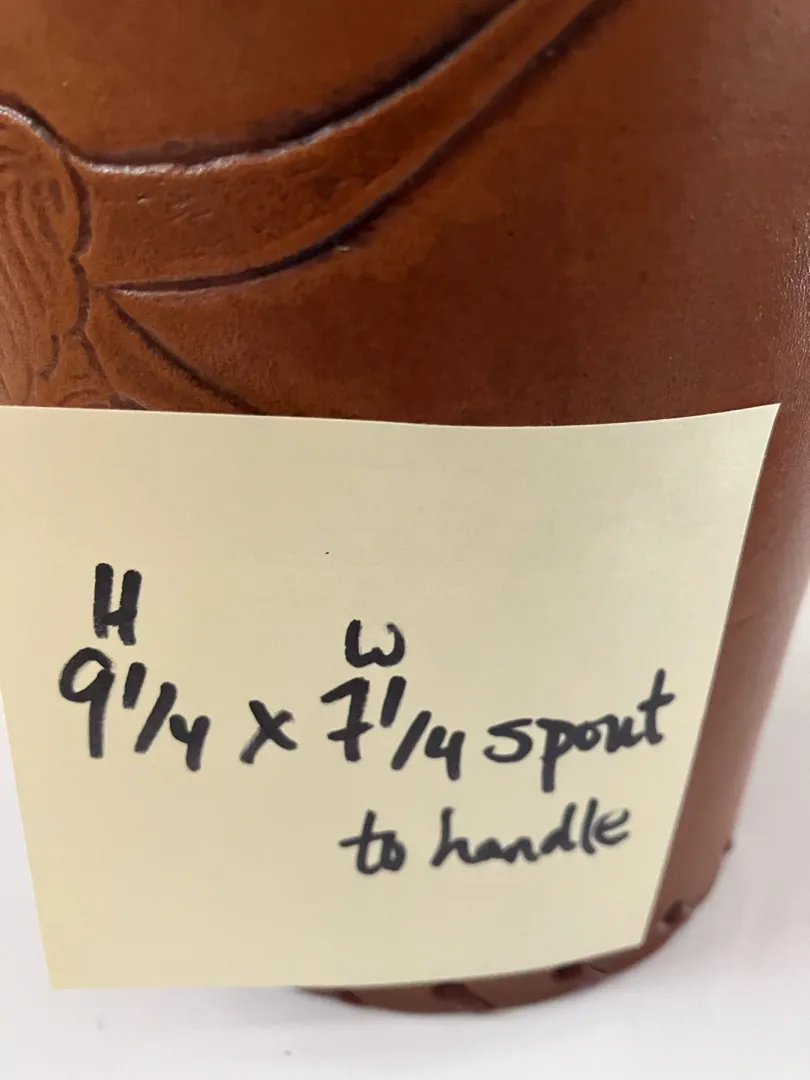 H W
9 1/4 x 7 1/4 spout
to handle